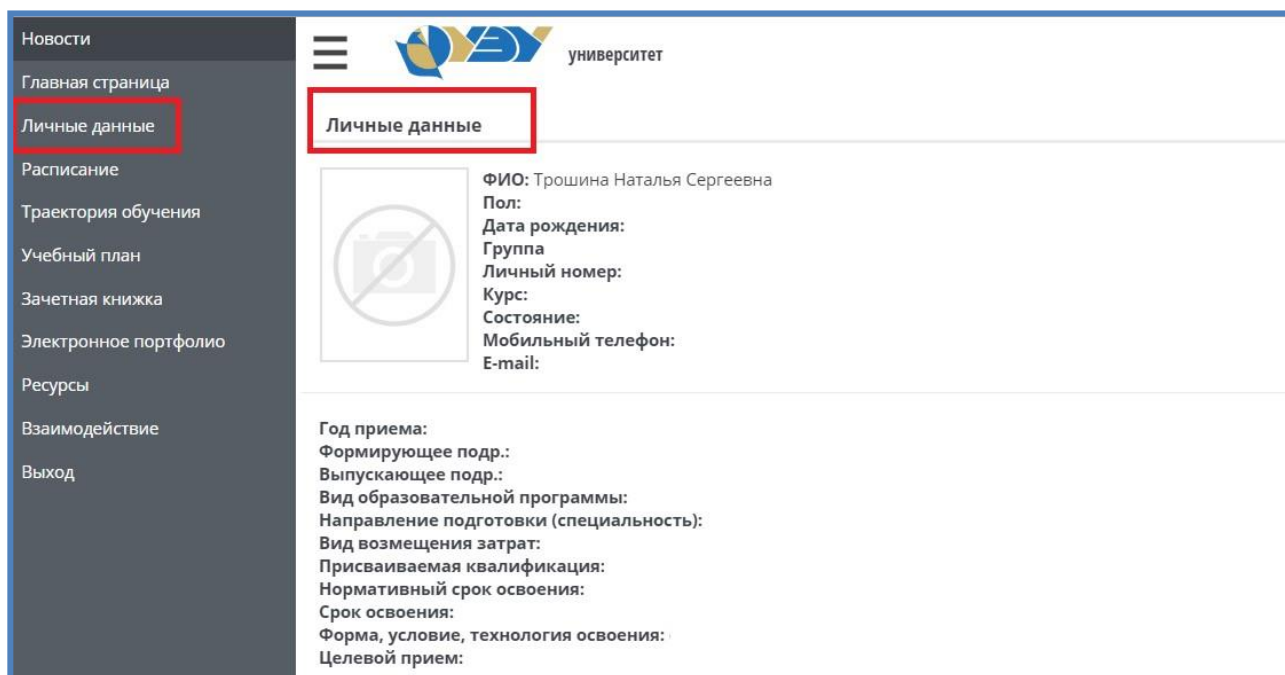 Новости
Главная страница
Личные данные
Расписание
Траектория обучения
Учебный план
Зачетная книжка
Электронное портфолио
Ресурсы
Взаимодействие
Выход
УЭУ университет
Личные данные
ФИО: Трошина Наталья Сергеевна
Пол:
Дата рождения:
Группа
Личный номер:
Курс:
Состояние:
Мобильный телефон:
E-mail:
Год приема:
Формирующее подр.:
Выпускающее подр.:
Вид образовательной программы:
Направление подготовки (специальность):
Вид возмещения затрат:
Присваиваемая квалификация:
Нормативный срок освоения:
Срок освоения:
Форма, условие, технология освоения:
Целевой прием: